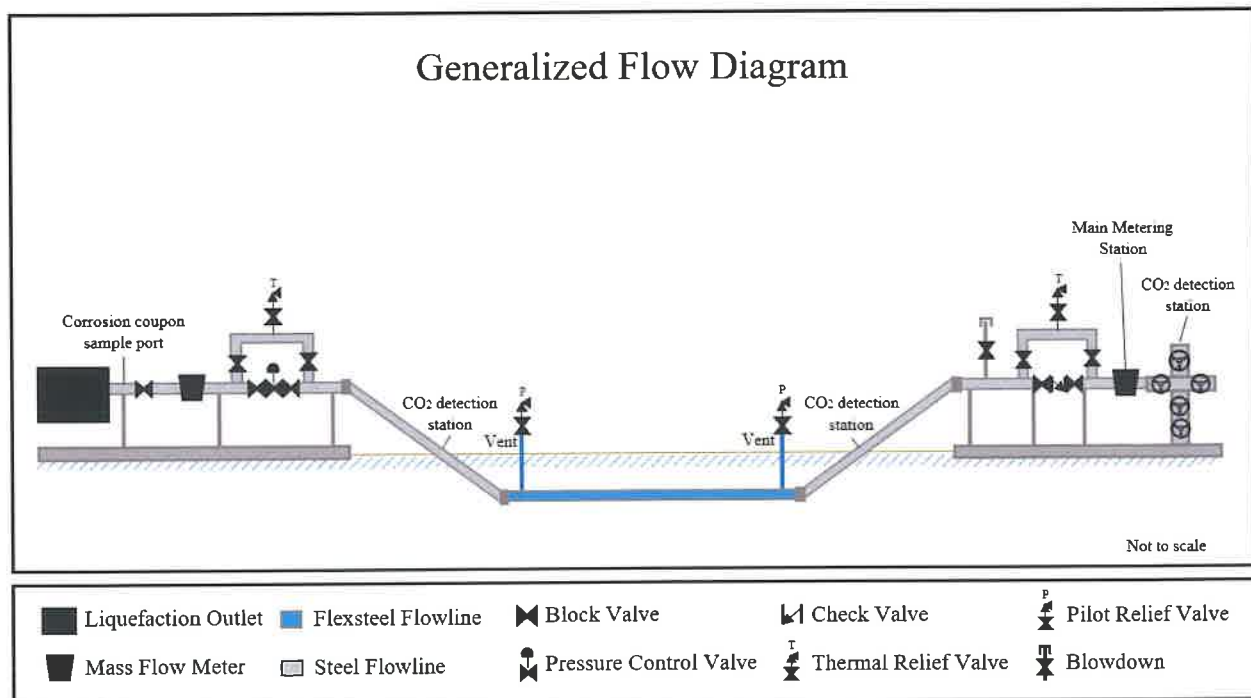 Generalized Flow Diagram
Main Metering
Station
CO2 detection
station
T
T
Corrosion coupon
sample port
CO2 detection
station
P
Vent
P
Vent
CO2 detection
station
Not to scale
Liquefaction Outlet
Flexsteel Flowline
Block Valve
Check Valve
P
Pilot Relief Valve
Mass Flow Meter
Steel Flowline
Pressure Control Valve
T
Thermal Relief Valve
Blowdown